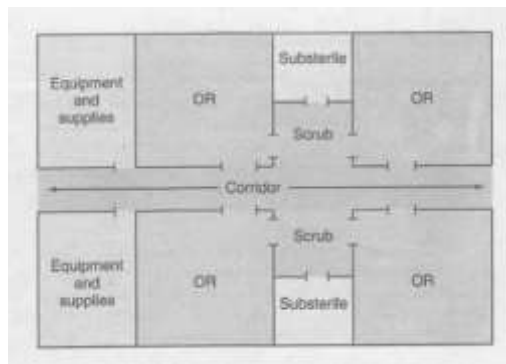 Substerile
Equipment
and
supplies
OR
OR
Scrub
Corridor
Scrub
Equipment
and
supplies
OR
OR
Substerile